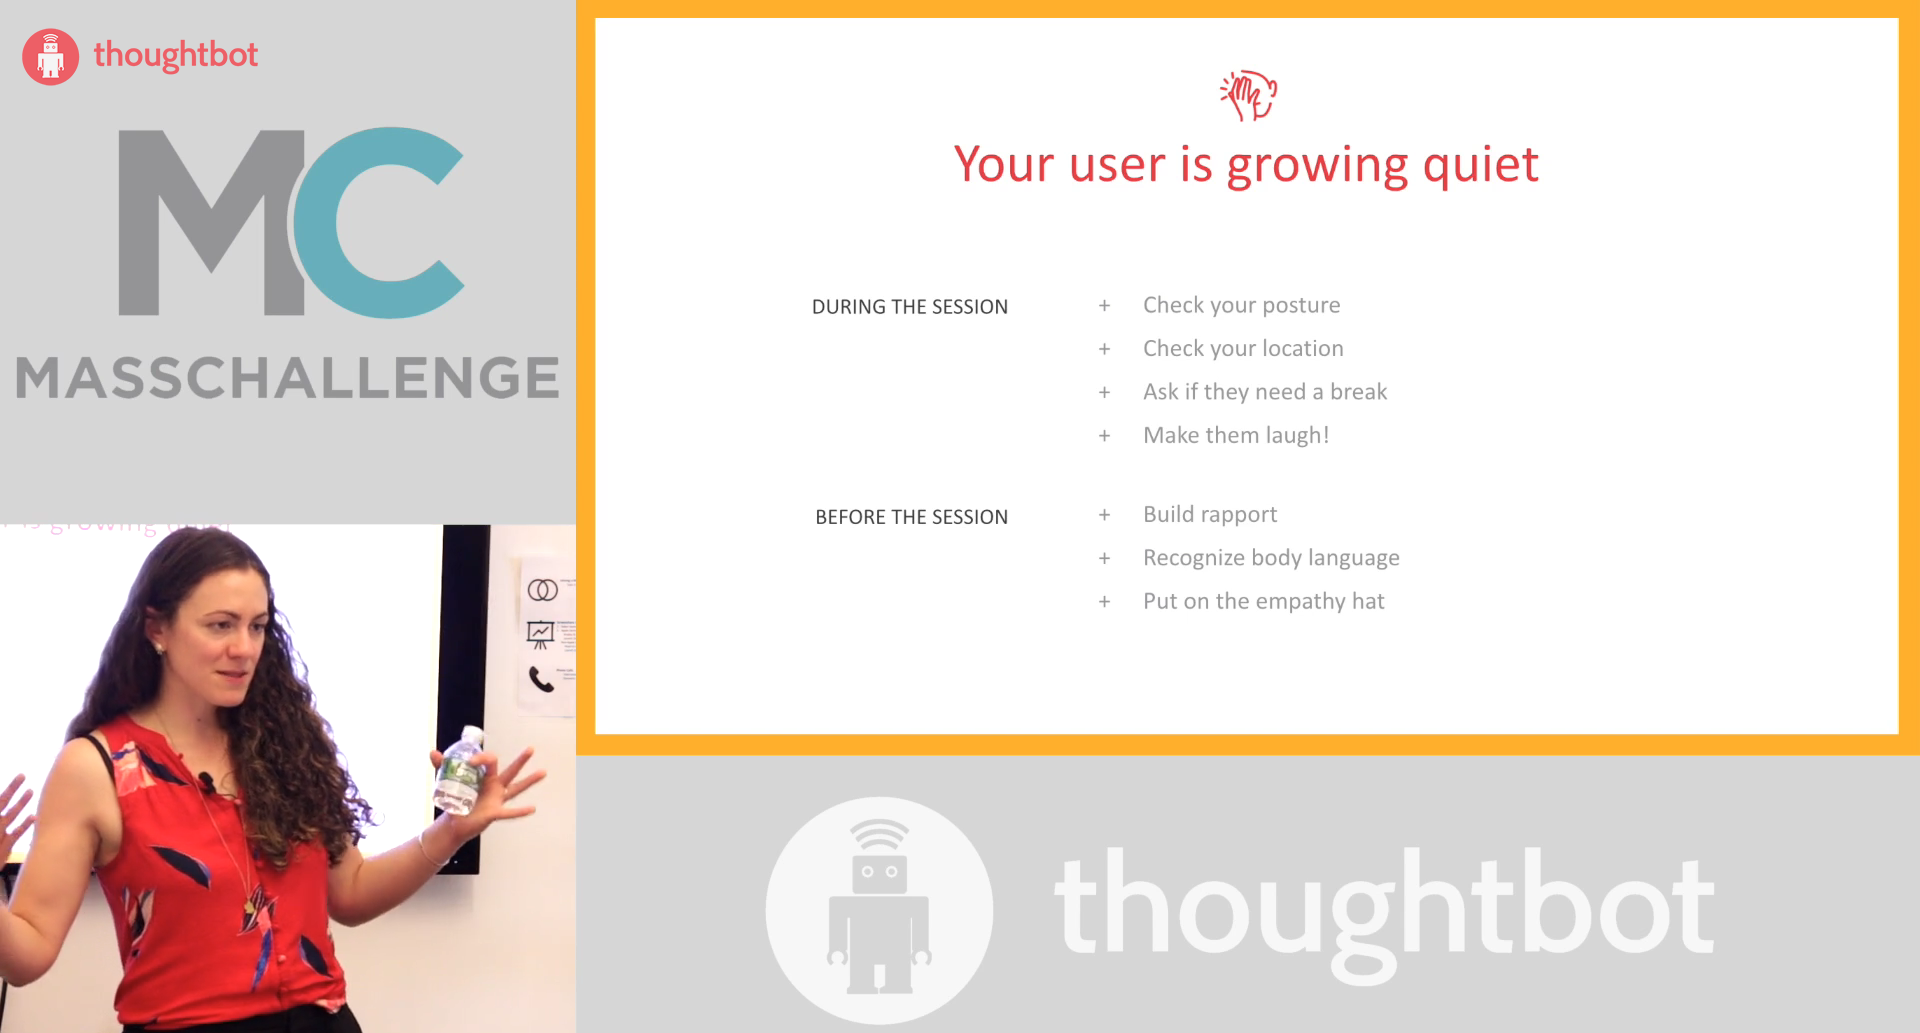 thoughtbot
MC
MASSCHALLENGE
Your user is growing quiet
DURING THE SESSION
+ Check your posture
+ Check your location
+ Ask if they need a break
+ Make them laugh!
BEFORE THE SESSION
+ Build rapport
+ Recognize body language
+ Put on the empathy hat
is growing
thoughtbot